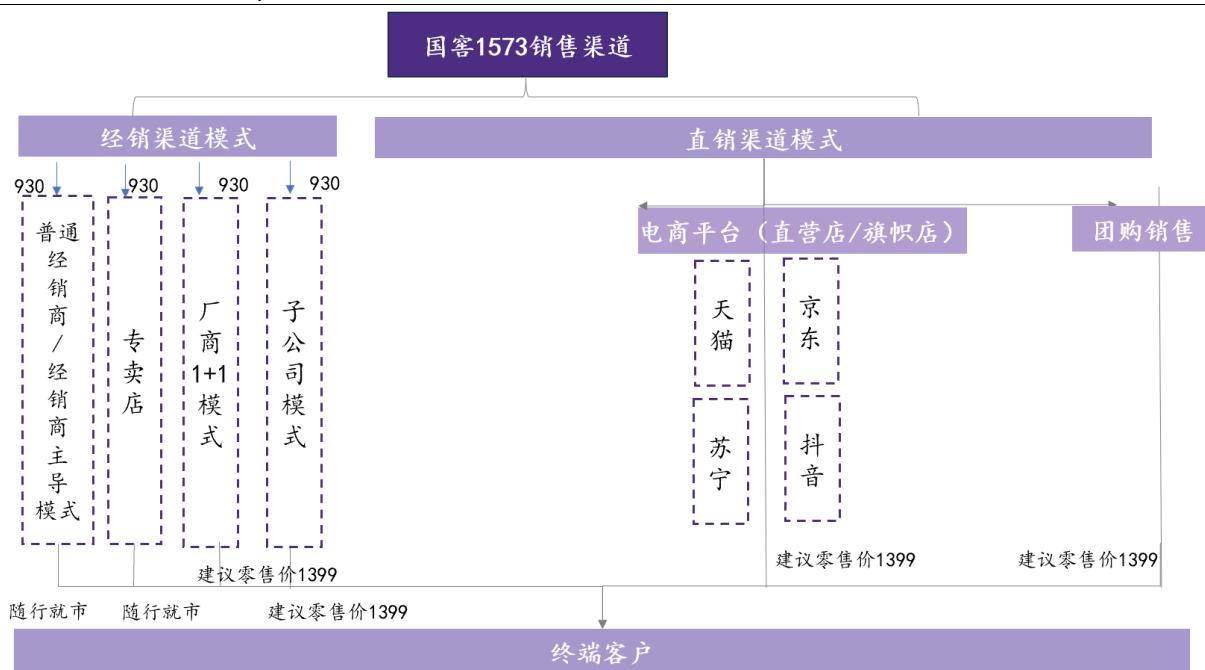 国窖1573销售渠道
经销渠道模式
直销渠道模式
930
930
930
930
普通
经
销
商
/
经
销
商
主
导
模式
专
卖
店
厂
商
1+1
模
式
子
公
司
模
式
电商平台（直营店/旗帜店）
团购销售
天
猫
京
东
苏
宁
抖
音
建议零售价1399
建议零售价1399
建议零售价1399
随行就市
随行就市
建议零售价1399
终端客户